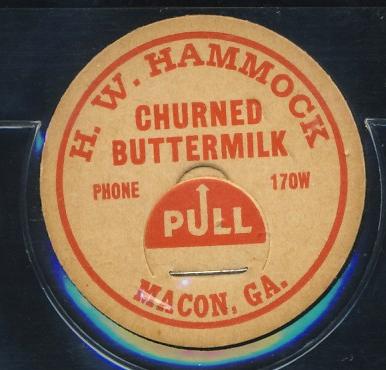 H. W. HAMMOCK
CHURNED
BUTTERMILK
PHONE 170W
PULL
MACON, GA.